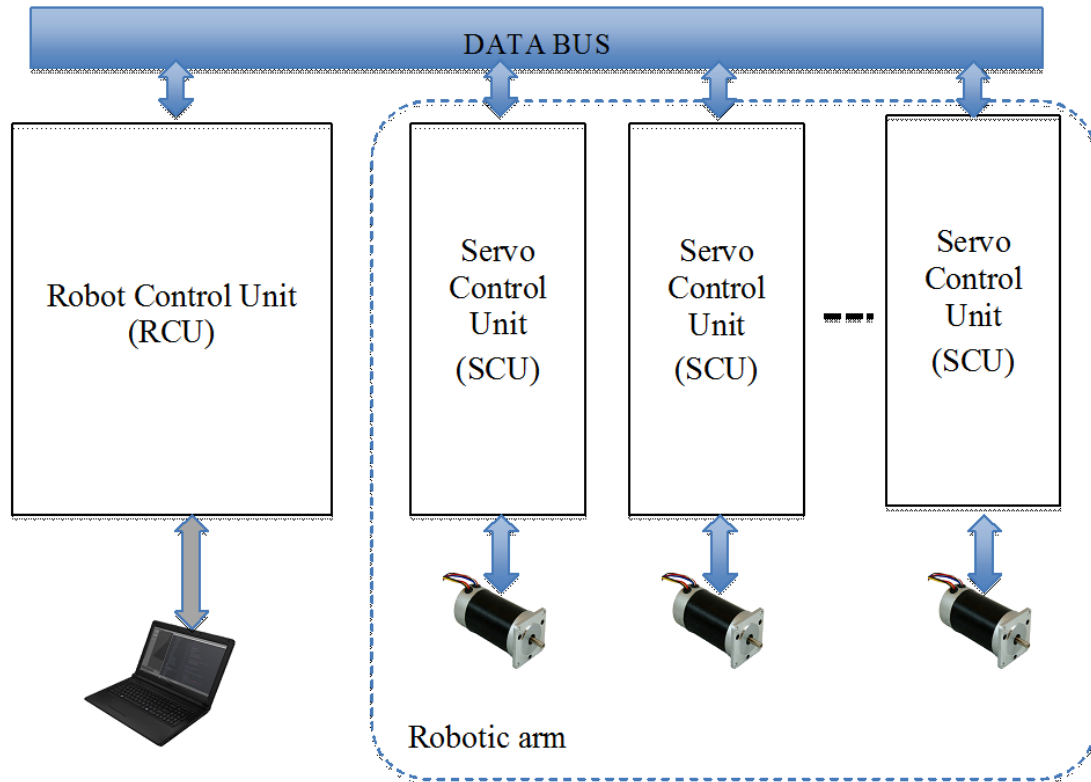 DATA BUS
Robot Control Unit
(RCU)
Servo
Control
Unit
(SCU)
Servo
Control
Unit
(SCU)
Servo
Control
Unit
(SCU)
Robotic arm